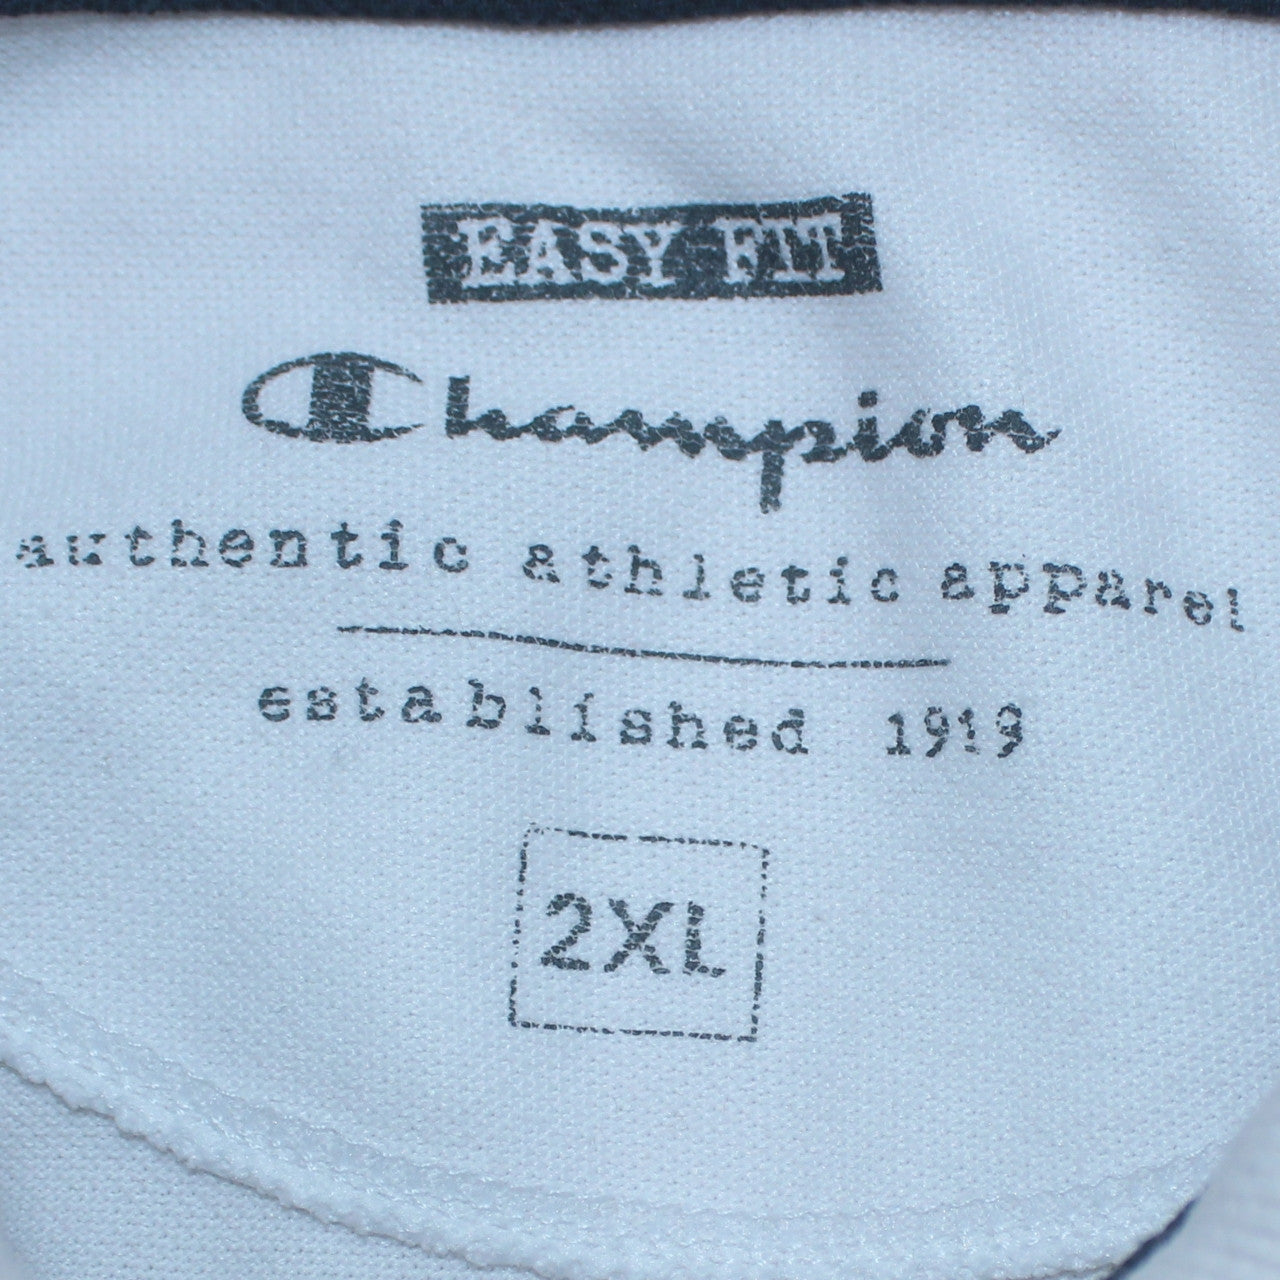 EASY FIT
Champion
authentic athletic apparel
established 1919
2XL